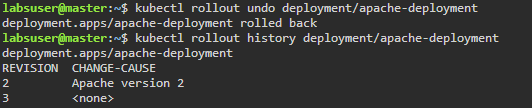 labsuser@master:~$ kubectl rollout undo deployment/apache-deployment
deployment.apps/apache-deployment rolled back
labsuser@master:~$ kubectl rollout history deployment/apache-deployment
deployment.apps/apache-deployment
REVISION  CHANGE-CAUSE
2         Apache version 2
3         <none>